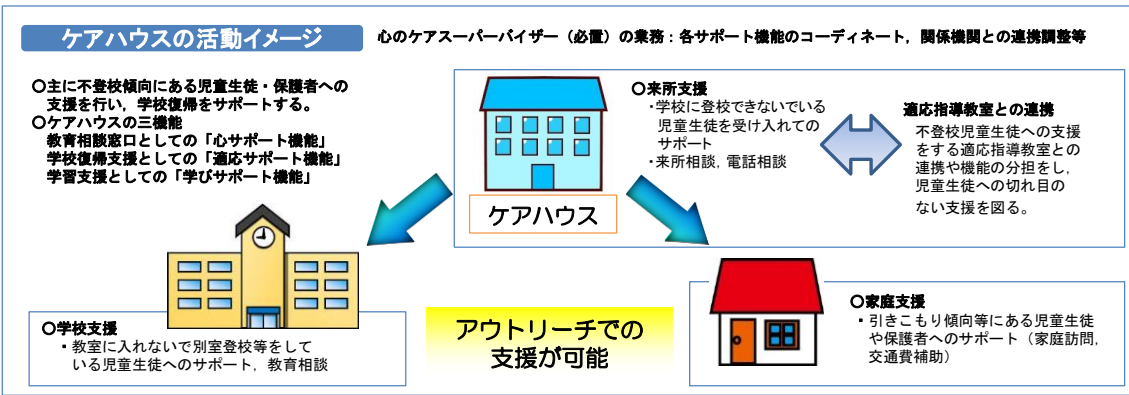 ケアハウスの活動イメージ
心のケアスーパーバイザー（必置）の業務：各サポート機能のコーディネート，関係機関との連携調整等
○主に不登校傾向にある児童生徒・保護者への
支援を行い，学校復帰をサポートする。
○ケアハウスの三機能
教育相談窓口としての「心サポート機能」
学校復帰支援としての「適応サポート機能」
学習支援としての「学びサポート機能」
ケアハウス
○来所支援
・学校に登校できないでいる
児童生徒を受け入れての
サポート
・来所相談，電話相談
適応指導教室との連携
不登校児童生徒への支援
をする適応指導教室との
連携や機能の分担をし，
児童生徒への切れ目の
ない支援を図る。
○学校支援
・教室に入れないで別室登校等をして
いる児童生徒へのサポート，教育相談
アウトリーチでの
支援が可能
○家庭支援
・引きこもり傾向等にある児童生徒
や保護者へのサポート（家庭訪問，
交通費補助）